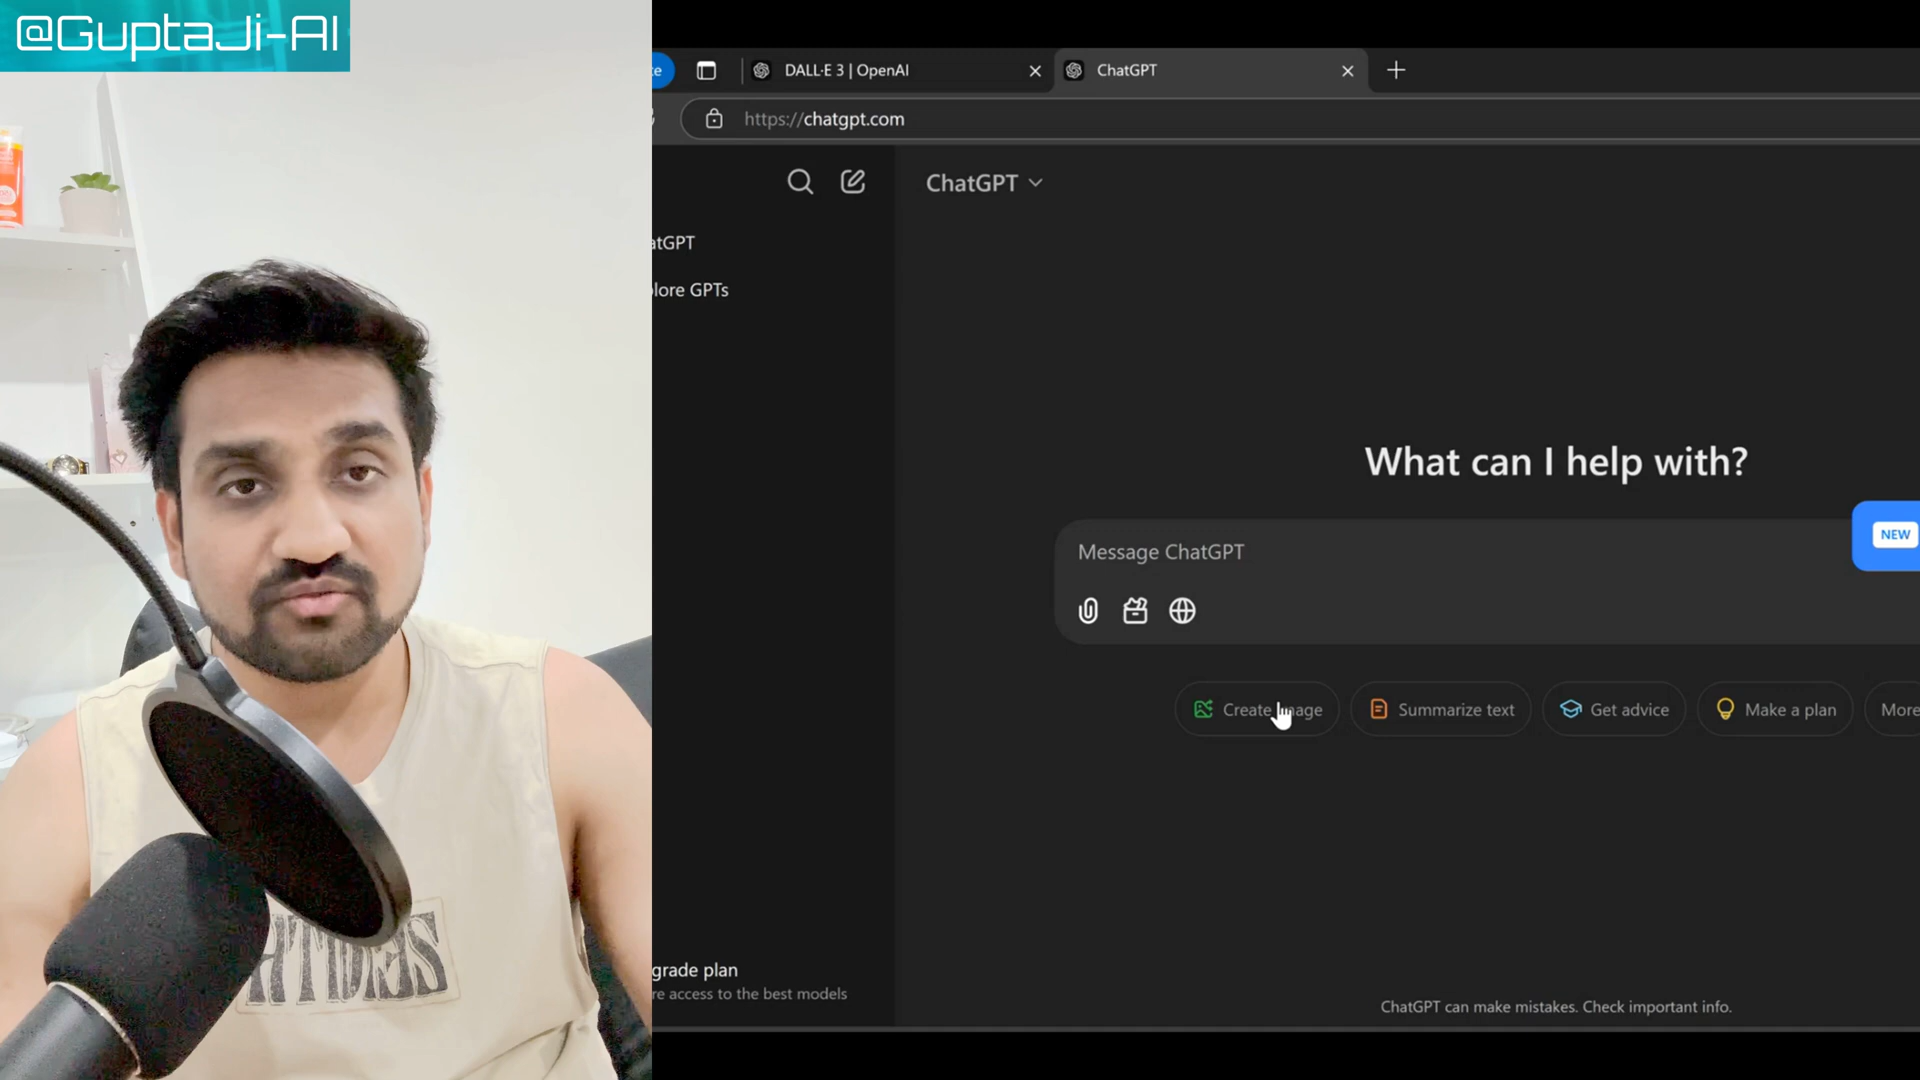 @GuptaJi-AI
DALL·E 3 | OpenAI
ChatGPT
https://chatgpt.com
ChatGPT
atGPT
lore GPTs
What can I help with?
NEW
Message ChatGPT
Create image
Summarize text
Get advice
Make a plan
More
grade plan
re access to the best models
ChatGPT can make mistakes. Check important info.